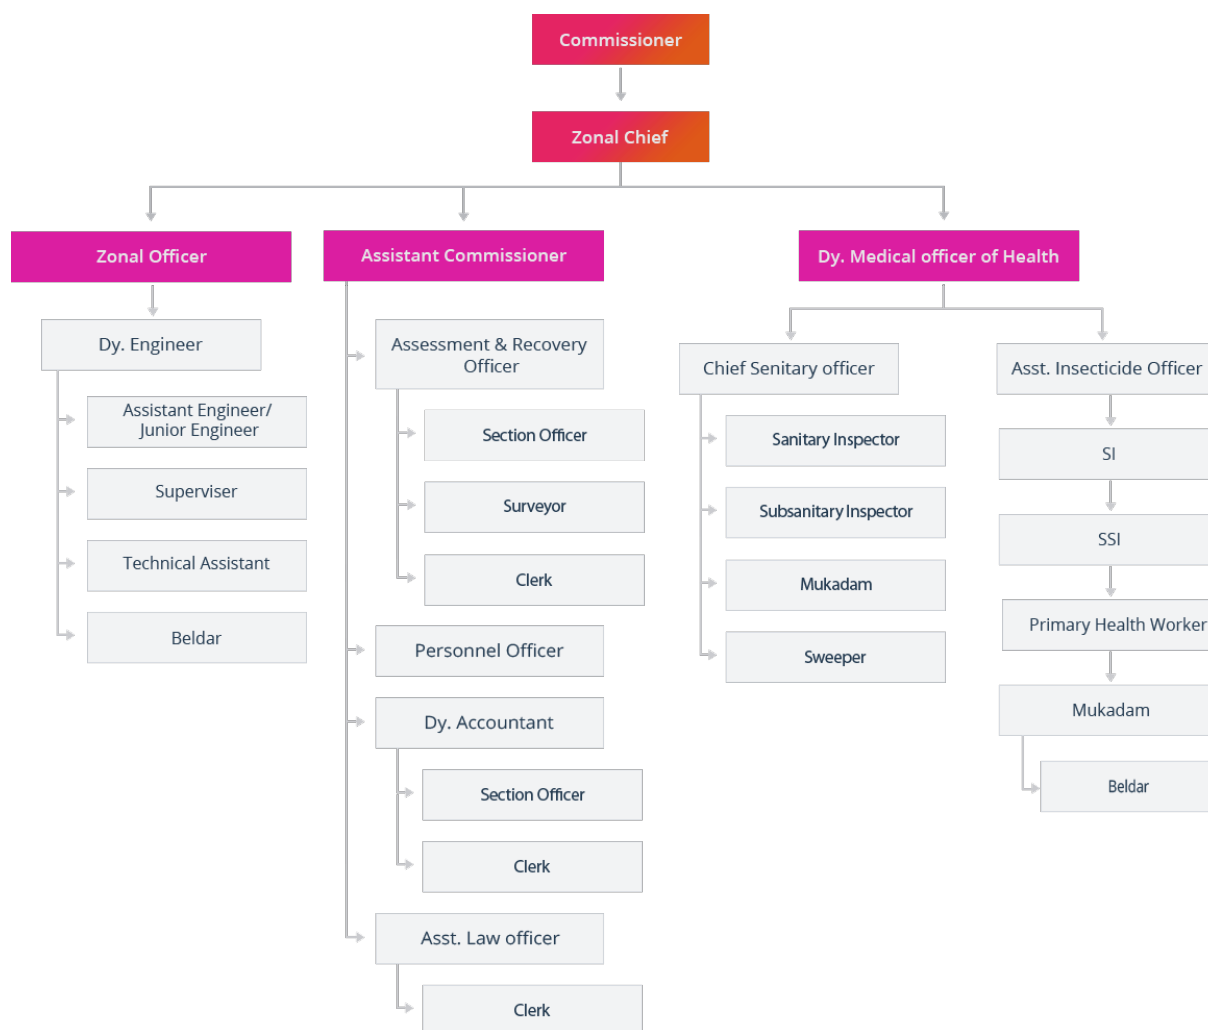 Commissioner
Zonal Chief
Zonal Officer
Dy. Engineer
Assistant Engineer/
Junior Engineer
Superviser
Technical Assistant
Beldar
Assistant Commissioner
Assessment & Recovery
Officer
Section Officer
Surveyor
Clerk
Personnel Officer
Dy. Accountant
Section Officer
Clerk
Asst. Law officer
Clerk
Dy. Medical officer of Health
Chief Senitary officer
Sanitary Inspector
Subsanitary Inspector
Mukadam
Sweeper
Asst. Insecticide Officer
SI
SSI
Primary Health Worker
Mukadam
Beldar